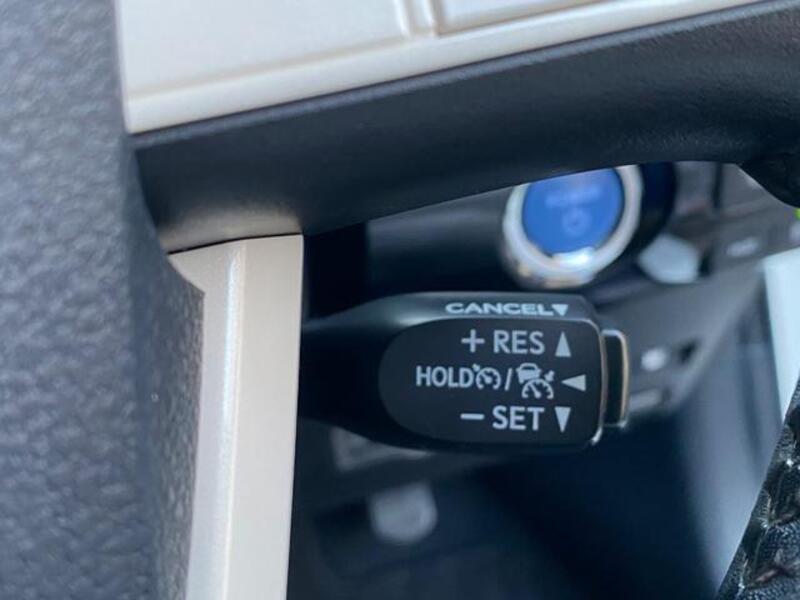 CANCEL▼
+ RES ▲
HOLD / ◀
− SET ▼